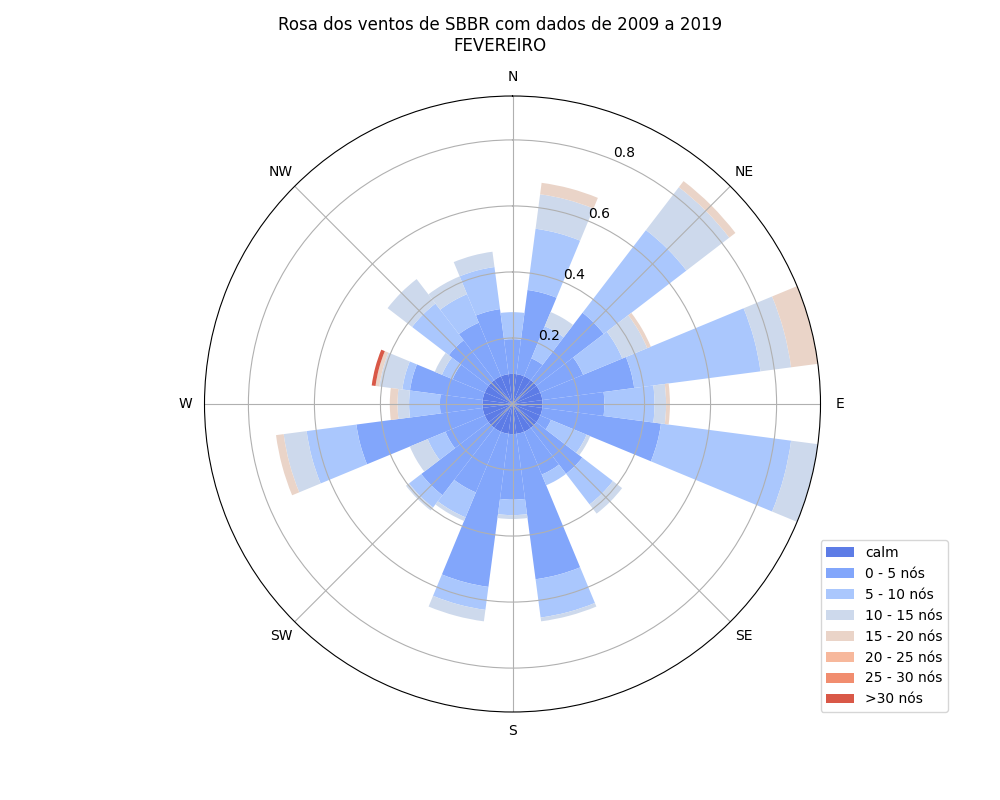 Rosa dos ventos de SBBR com dados de 2009 a 2019
FEVEREIRO
N
NW
NE
0.8
0.6
0.4
0.2
W
E
SW
SE
S
calm
0 - 5 nós
5 - 10 nós
10 - 15 nós
15 - 20 nós
20 - 25 nós
25 - 30 nós
>30 nós